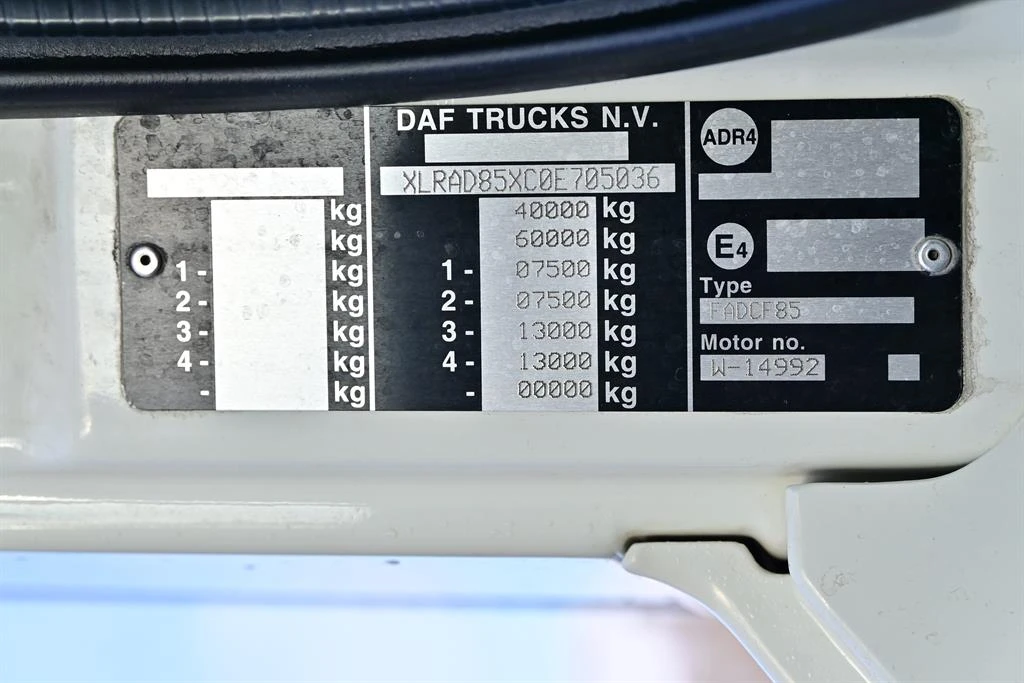 DAF TRUCKS N.V.
XLRAD85XC0E705036
kg
kg
1- kg
2- kg
3- kg
4- kg
- kg
40000 kg
60000 kg
1- 07500 kg
2- 07500 kg
3- 13000 kg
4- 13000 kg
- 00000 kg
ADR4
E4
Type
FADCF85
Motor no.
W-14992